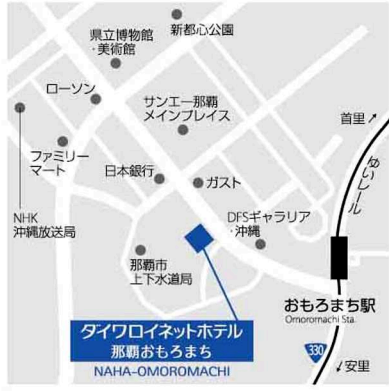 新都心公園
県立博物館
・美術館
ローソン
サンエー那覇
メインプレイス
首里↗
ゆいレール
ファミリー
マート
日本銀行
ガスト
NHK
沖縄放送局
DFSギャラリア
・沖縄
那覇市
上下水道局
おもろまち駅
Omoromachi Sta.
ダイワロイネットホテル
那覇おもろまち
NAHA-OMOROMACHI
330
↙安里